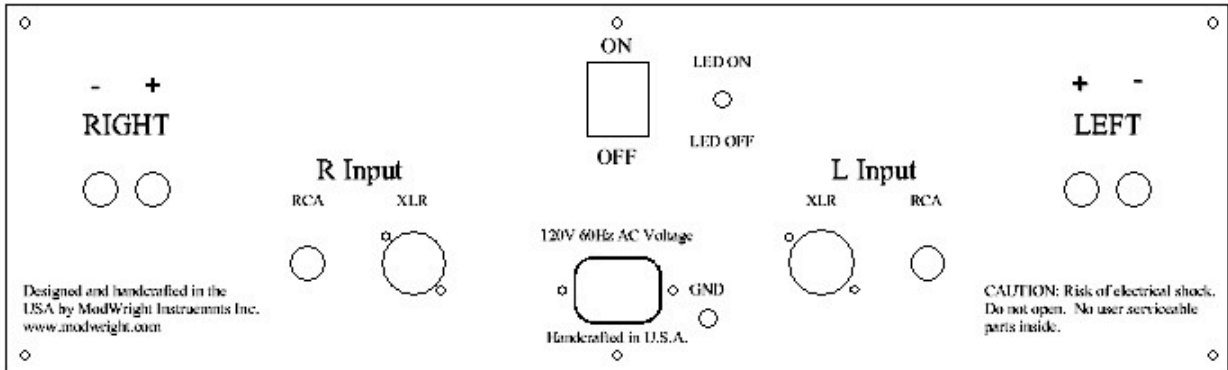 ON
LED ON
- +
+ -
RIGHT
LEFT
LED OFF
OFF
R Input
L Input
RCA XLR
XLR RCA
120V 60Hz AC Voltage
GND
Designed and handcrafted in the
USA by ModWright Instruemnts Inc.
www.modwright.com
CAUTION: Risk of electrical shock.
Do not open. No user serviceable
parts inside.
Handcrafted in U.S.A.